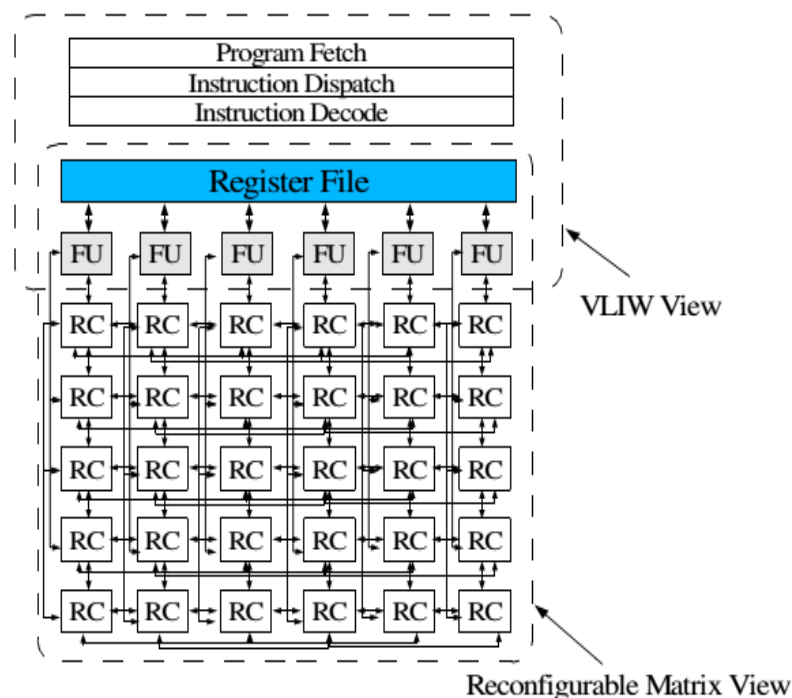 Program Fetch
Instruction Dispatch
Instruction Decode
Register File
FU FU FU FU FU FU
VLIW View
RC RC RC RC RC RC
RC RC RC RC RC RC
RC RC RC RC RC RC
RC RC RC RC RC RC
RC RC RC RC RC RC
Reconfigurable Matrix View